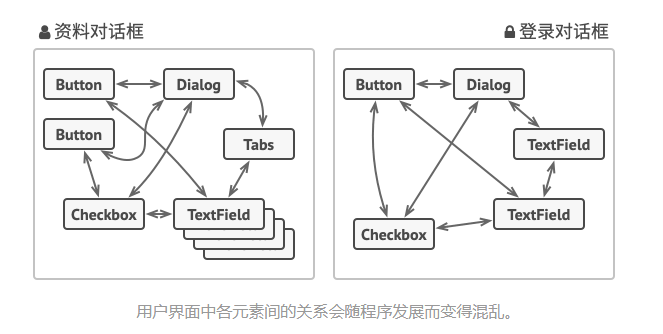 资料对话框
Button
Dialog
Button
Tabs
Checkbox
TextField
登录对话框
Button
Dialog
TextField
TextField
Checkbox
用户界面中各元素间的关系会随程序发展而变得混乱。